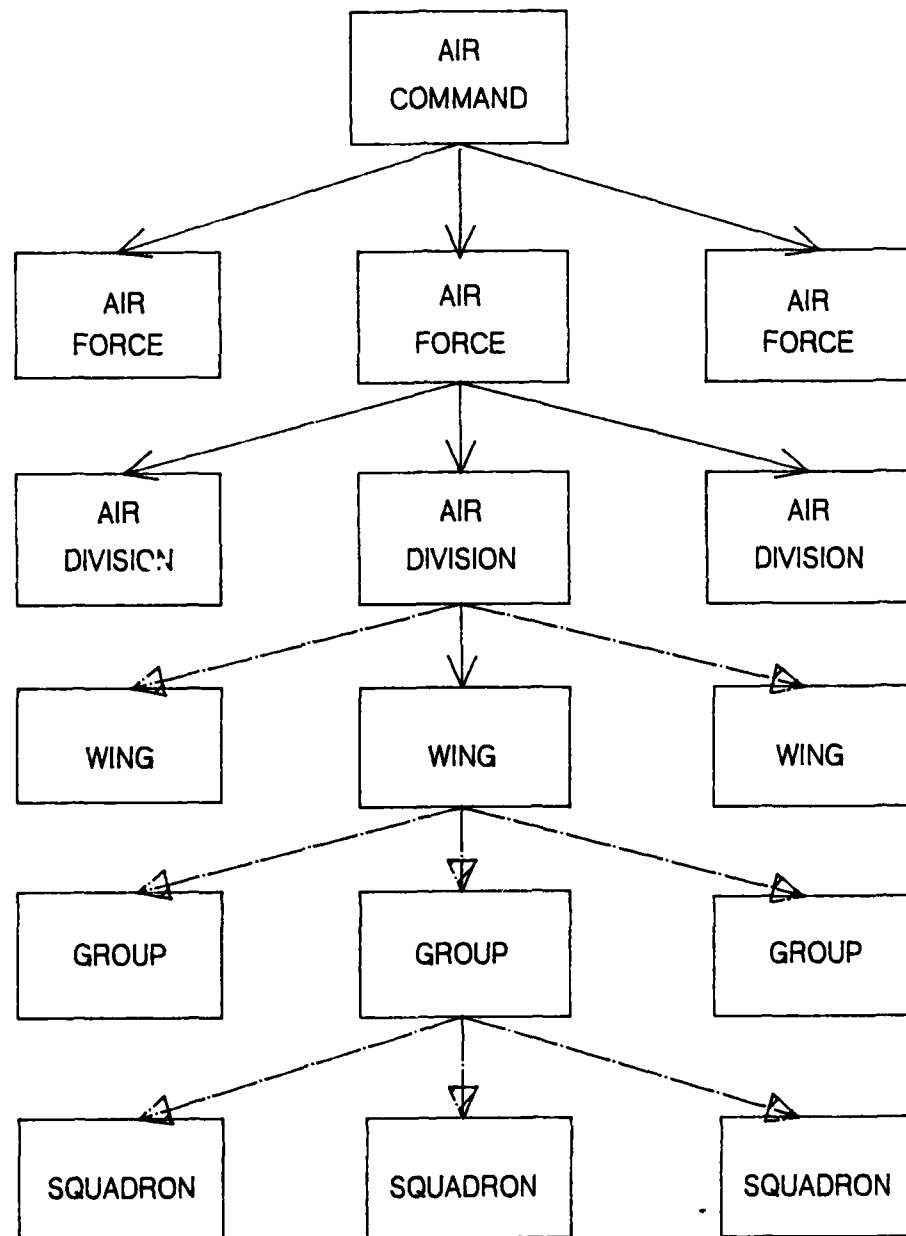 AIR
COMMAND
AIR
FORCE
AIR
FORCE
AIR
FORCE
AIR
DIVISION
AIR
DIVISION
AIR
DIVISION
WING
WING
WING
GROUP
GROUP
GROUP
SQUADRON
SQUADRON
SQUADRON